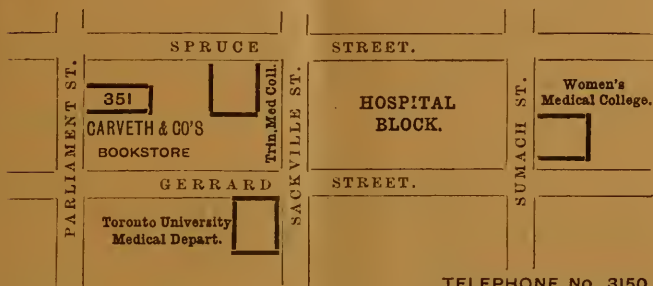 SPRUCE STREET.
PARLIAMENT ST.
351
CARVETH & CO'S
BOOKSTORE
Trin. Med Coll.
SACKVILLE ST.
HOSPITAL
BLOCK.
SUMACH ST.
Women's
Medical College.
GERRARD STREET.
Toronto University
Medical Depart.
TELEPHONE No. 3150